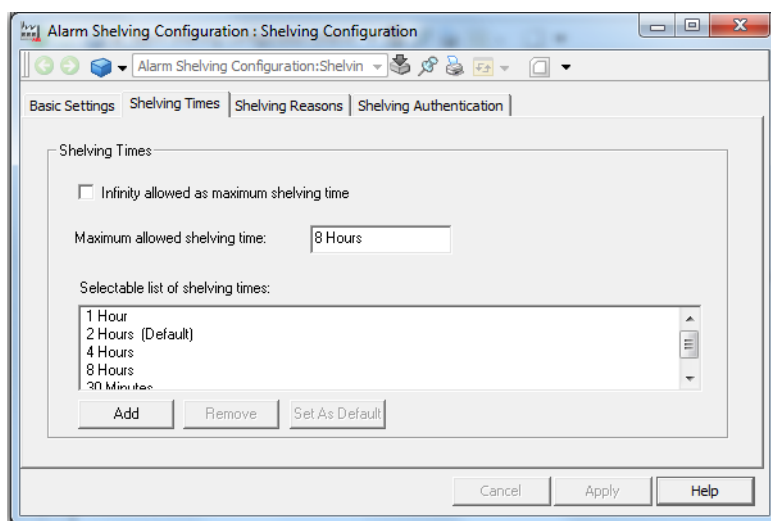 Alarm Shelving Configuration : Shelving Configuration
Alarm Shelving Configuration:Shelvin
Basic Settings Shelving Times Shelving Reasons Shelving Authentication
Shelving Times
Infinity allowed as maximum shelving time
Maximum allowed shelving time: 8 Hours
Selectable list of shelving times:
1 Hour
2 Hours (Default)
4 Hours
8 Hours
30 Minutes
Add Remove Set As Default
Cancel Apply Help